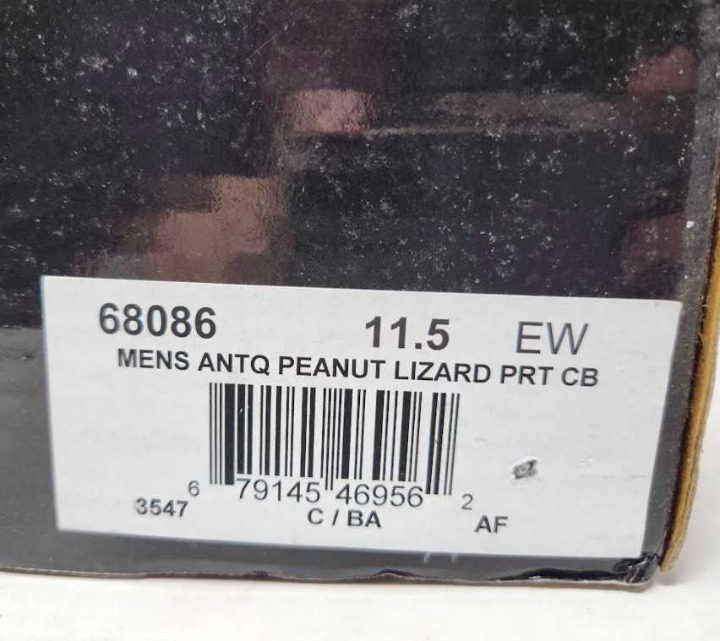 68086 11.5 EW
MENS ANTQ PEANUT LIZARD PRT CB
6 79145 46956 2
3547 C / BA AF